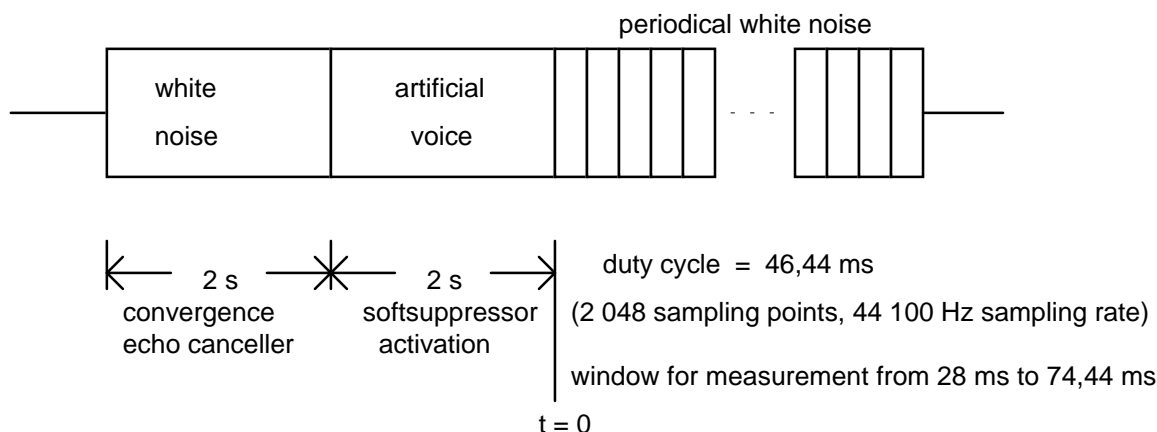 periodical white noise
white
noise
artificial
voice
- - -
2 s
convergence
echo canceller
2 s
softsuppressor
activation
duty cycle = 46,44 ms
(2 048 sampling points, 44 100 Hz sampling rate)
window for measurement from 28 ms to 74,44 ms
t = 0